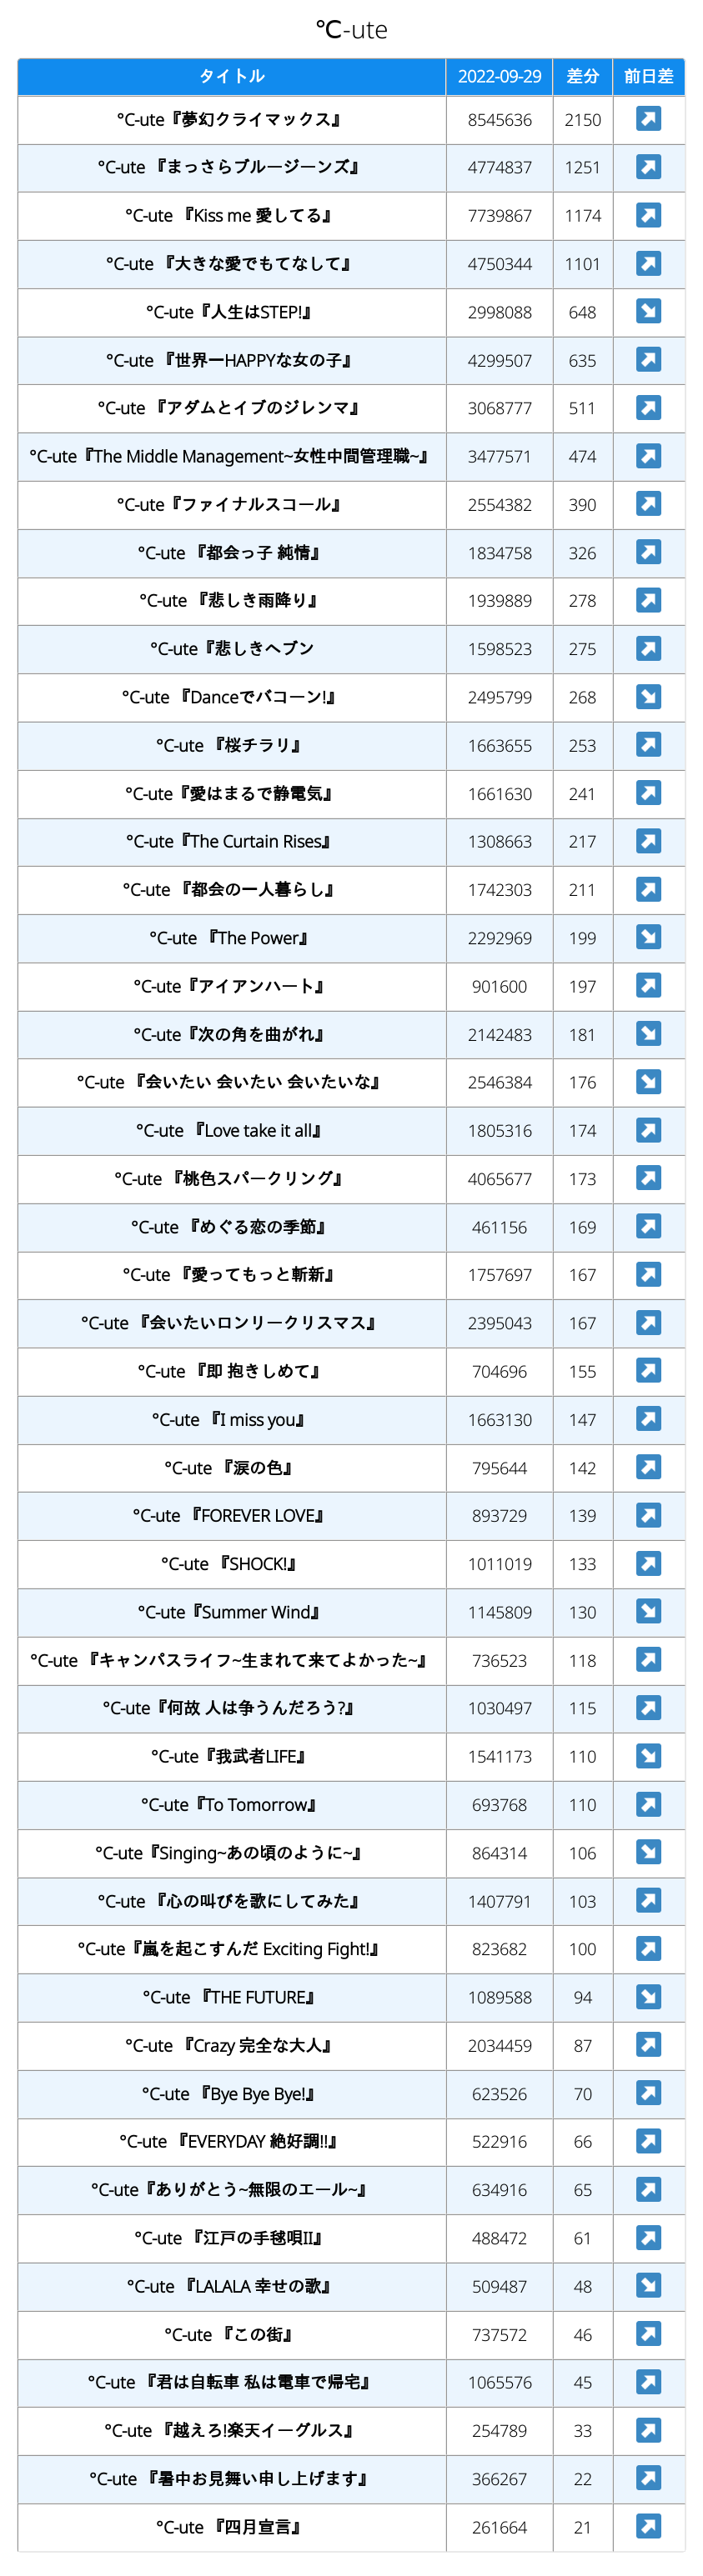 ℃-ute
タイトル 2022-09-29 差分 前日差
°C-ute『夢幻クライマックス』 8545636 2150 ↗
°C-ute 『まっさらブルージーンズ』 4774837 1251 ↗
°C-ute 『Kiss me 愛してる』 7739867 1174 ↗
°C-ute 『大きな愛でもてなして』 4750344 1101 ↗
°C-ute『人生はSTEP!』 2998088 648 ↘
°C-ute 『世界一HAPPYな女の子』 4299507 635 ↗
°C-ute 『アダムとイブのジレンマ』 3068777 511 ↗
°C-ute『The Middle Management~女性中間管理職~』 3477571 474 ↗
°C-ute『ファイナルスコール』 2554382 390 ↗
°C-ute 『都会っ子 純情』 1834758 326 ↗
°C-ute 『悲しき雨降り』 1939889 278 ↗
°C-ute『悲しきヘブン 1598523 275 ↗
°C-ute 『Danceでバコーン!』 2495799 268 ↘
°C-ute 『桜チラリ』 1663655 253 ↗
°C-ute『愛はまるで静電気』 1661630 241 ↗
°C-ute『The Curtain Rises』 1308663 217 ↗
°C-ute 『都会の一人暮らし』 1742303 211 ↗
°C-ute 『The Power』 2292969 199 ↘
°C-ute『アイアンハート』 901600 197 ↗
°C-ute『次の角を曲がれ』 2142483 181 ↘
°C-ute 『会いたい 会いたい 会いたいな』 2546384 176 ↘
°C-ute 『Love take it all』 1805316 174 ↗
°C-ute 『桃色スパークリング』 4065677 173 ↗
°C-ute 『めぐる恋の季節』 461156 169 ↗
°C-ute 『愛ってもっと斬新』 1757697 167 ↗
°C-ute 『会いたいロンリークリスマス』 2395043 167 ↗
°C-ute 『即 抱きしめて』 704696 155 ↗
°C-ute 『I miss you』 1663130 147 ↗
°C-ute 『涙の色』 795644 142 ↗
°C-ute 『FOREVER LOVE』 893729 139 ↗
°C-ute 『SHOCK!』 1011019 133 ↗
°C-ute『Summer Wind』 1145809 130 ↘
°C-ute 『キャンパスライフ~生まれて来てよかった~』 736523 118 ↗
°C-ute『何故 人は争うんだろう?』 1030497 115 ↗
°C-ute『我武者LIFE』 1541173 110 ↘
°C-ute『To Tomorrow』 693768 110 ↗
°C-ute『Singing~あの頃のように~』 864314 106 ↘
°C-ute 『心の叫びを歌にしてみた』 1407791 103 ↗
°C-ute『嵐を起こすんだ Exciting Fight!』 823682 100 ↗
°C-ute 『THE FUTURE』 1089588 94 ↘
°C-ute 『Crazy 完全な大人』 2034459 87 ↗
°C-ute 『Bye Bye Bye!』 623526 70 ↗
°C-ute 『EVERYDAY 絶好調!!』 522916 66 ↗
°C-ute『ありがとう~無限のエール~』 634916 65 ↗
°C-ute 『江戸の手毬唄II』 488472 61 ↗
°C-ute 『LALALA 幸せの歌』 509487 48 ↘
°C-ute 『この街』 737572 46 ↗
°C-ute 『君は自転車 私は電車で帰宅』 1065576 45 ↗
°C-ute 『越えろ!楽天イーグルス』 254789 33 ↗
°C-ute 『暑中お見舞い申し上げます』 366267 22 ↗
°C-ute 『四月宣言』 261664 21 ↗